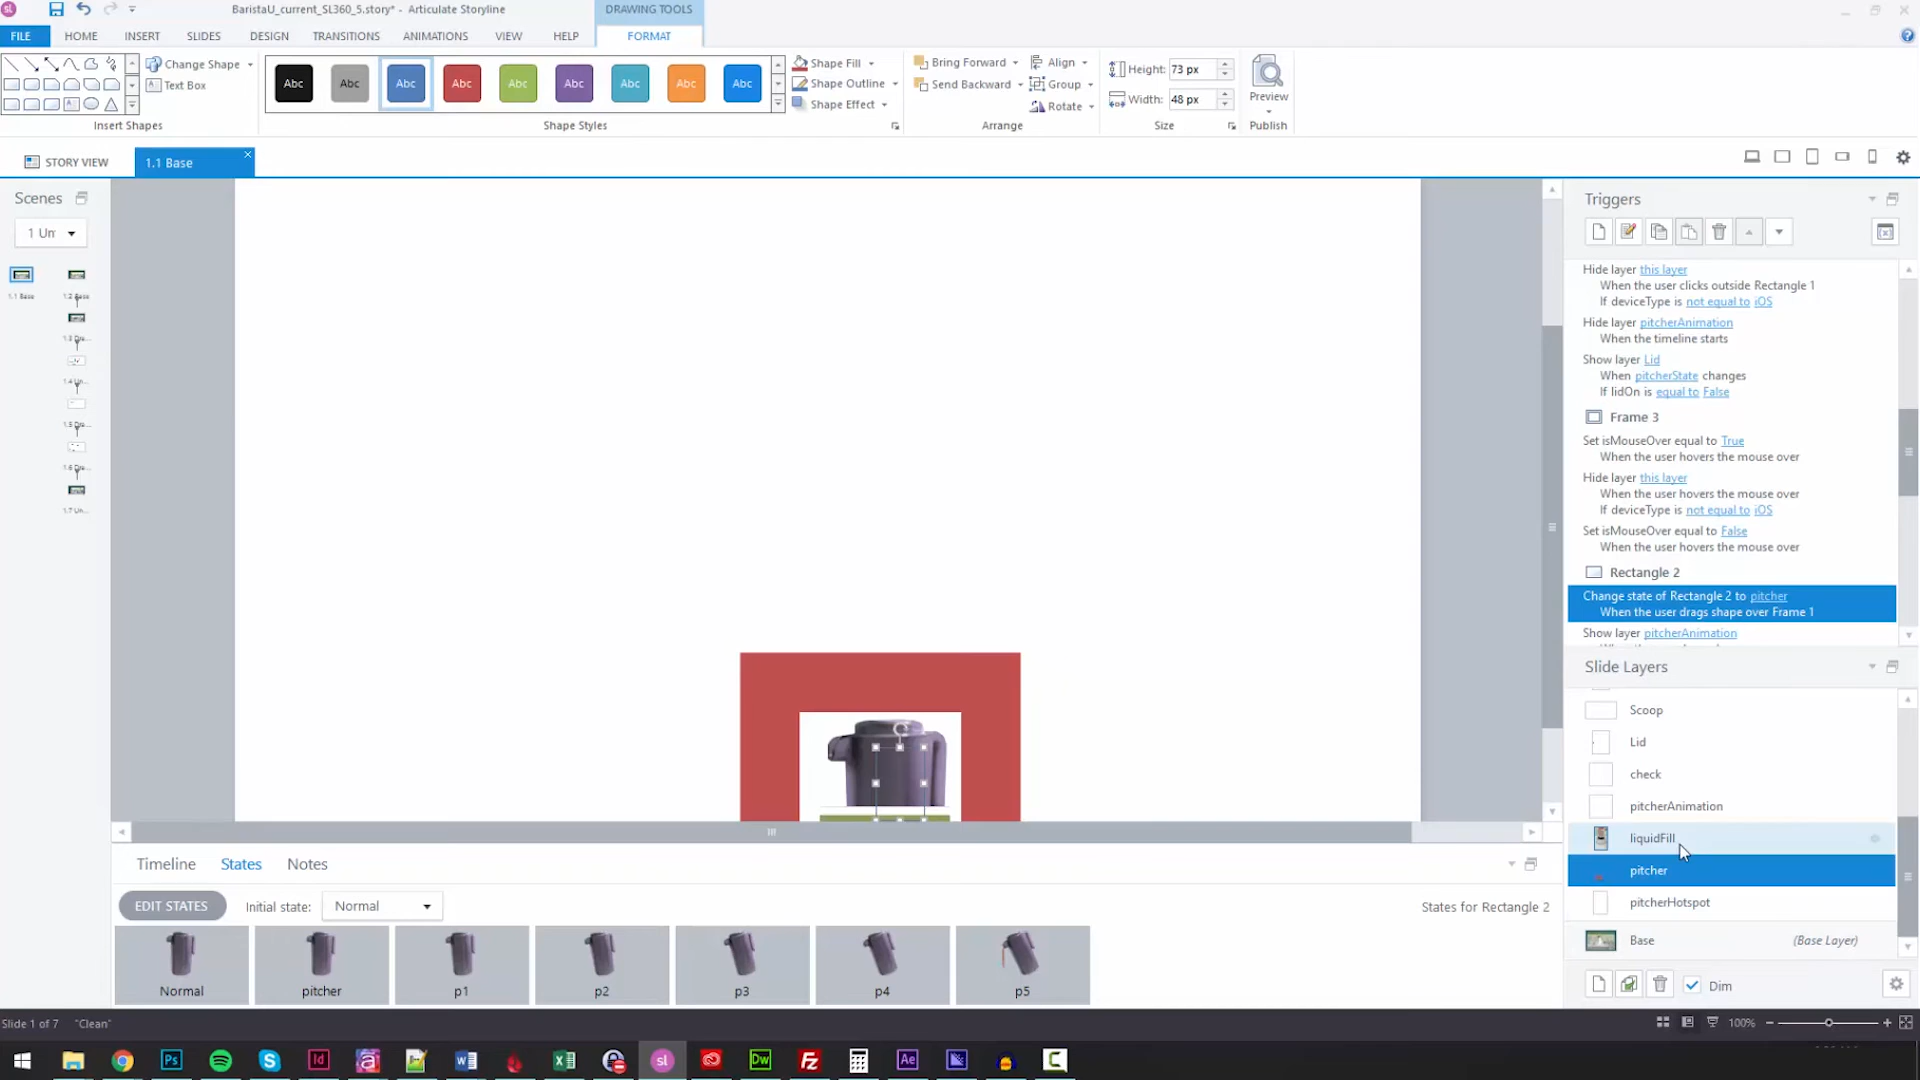 BaristaU_current_SL360_5.story* - Articulate Storyline
DRAWING TOOLS
FILE HOME INSERT SLIDES DESIGN TRANSITIONS ANIMATIONS VIEW HELP FORMAT
Change Shape
Text Box
Insert Shapes
Abc Abc Abc Abc Abc Abc Abc Abc Abc
Shape Styles
Shape Fill
Shape Outline
Shape Effect
Bring Forward
Send Backward
Align
Group
Rotate
Arrange
Height: 73 px
Width: 48 px
Size
Preview
Publish
STORY VIEW
1.1 Base
Scenes
1 Un
1.1 Base
Triggers
Hide layer this layer
When the user clicks outside Rectangle 1
If deviceType is not equal to iOS
Hide layer pitcherAnimation
When the timeline starts
Show layer Lid
When pitcherState changes
If lidOn is equal to False
Frame 3
Set isMouseOver equal to True
When the user hovers the mouse over
Hide layer this layer
When the user hovers the mouse over
If deviceType is not equal to iOS
Set isMouseOver equal to False
When the user hovers the mouse over
Rectangle 2
Change state of Rectangle 2 to pitcher
When the user drags shape over Frame 1
Show layer pitcherAnimation
Slide Layers
Scoop
Lid
check
pitcherAnimation
liquidFill
pitcher
pitcherHotspot
Base (Base Layer)
Dim
Timeline States Notes
EDIT STATES Initial state: Normal
States for Rectangle 2
Normal pitcher p1 p2 p3 p4 p5
Slide 1 of 7 "Clean"
100%